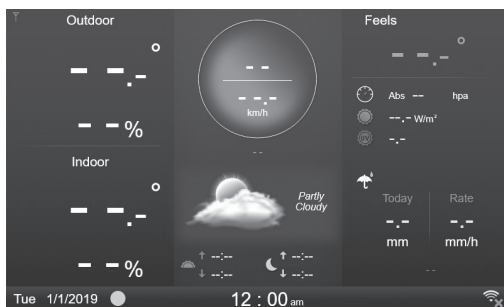 Outdoor
-- --.-°
-- -- %
Indoor
-- --.-°
-- -- %
-- --
-- --.-
km/h
-- --
Partly
Cloudy
↑ --:--
↓ --:--
↑ --:--
↓ --:--
Feels
-- --.-°
Abs -- hpa
--.- W/m²
UV
-.-
Today
Rate
-.-
-.-
mm
mm/h
-- --
Tue 1/1/2019
12 : 00 am